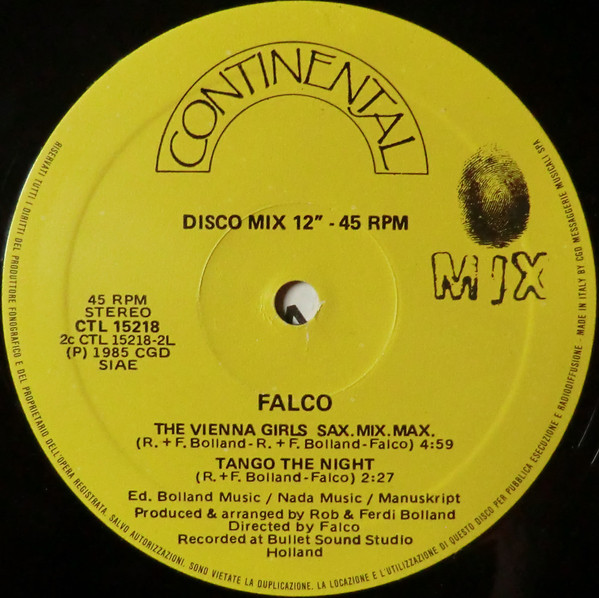 CONTINENTAL
DISCO MIX 12" - 45 RPM
MIX
45 RPM
STEREO
CTL 15218
2c CTL 15218-2L
(P) 1985 CGD
SIAE
FALCO
THE VIENNA GIRLS SAX. MIX. MAX.
(R. + F. Bolland - R. + F. Bolland - Falco) 4:59
TANGO THE NIGHT
(R. + F. Bolland - Falco) 2:27
Ed. Bolland Music / Nada Music / Manuskript
Produced & arranged by Rob & Ferdi Bolland
Directed by Falco
Recorded at Bullet Sound Studio
Holland
RISERVATI TUTTI I DIRITTI DEL PRODUTTORE FONOGRAFICO E DEL PROPRIETARIO DELL'OPERA REGISTRATA. SALVO AUTORIZZAZIONI, SONO VIETATE LA DUPLICAZIONE, LA LOCAZIONE E L'UTILIZZAZIONE DI QUESTO DISCO PER PUBBLICA ESECUZIONE E RADIODIFFUSIONE - MADE IN ITALY BY CGD MESSAGGERIE MUSICALI SPA